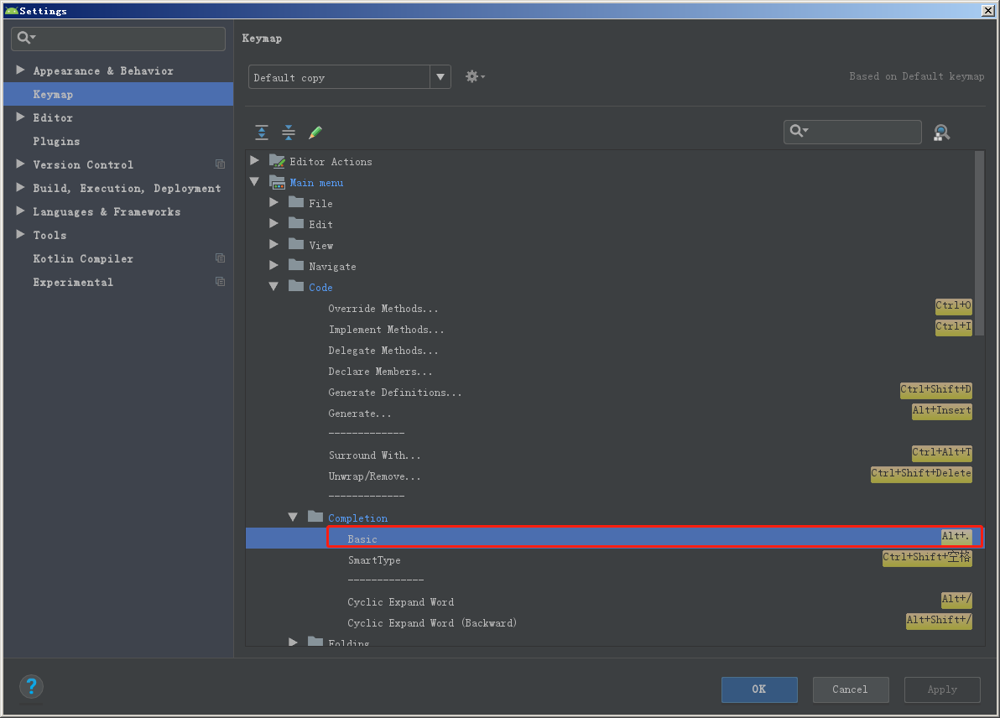 Settings
Appearance & Behavior
Keymap
Editor
Plugins
Version Control
Build, Execution, Deployment
Languages & Frameworks
Tools
Kotlin Compiler
Experimental
Keymap
Default copy
Based on Default keymap
Editor Actions
Main menu
File
Edit
View
Navigate
Code
Override Methods... Ctrl+O
Implement Methods... Ctrl+I
Delegate Methods...
Declare Members...
Generate Definitions... Ctrl+Shift+D
Generate... Alt+Insert
-------------
Surround With... Ctrl+Alt+T
Unwrap/Remove... Ctrl+Shift+Delete
-------------
Completion
Basic Alt+.
SmartType Ctrl+Shift+空格
-------------
Cyclic Expand Word Alt+/
Cyclic Expand Word (Backward) Alt+Shift+/
Folding
?
OK Cancel Apply